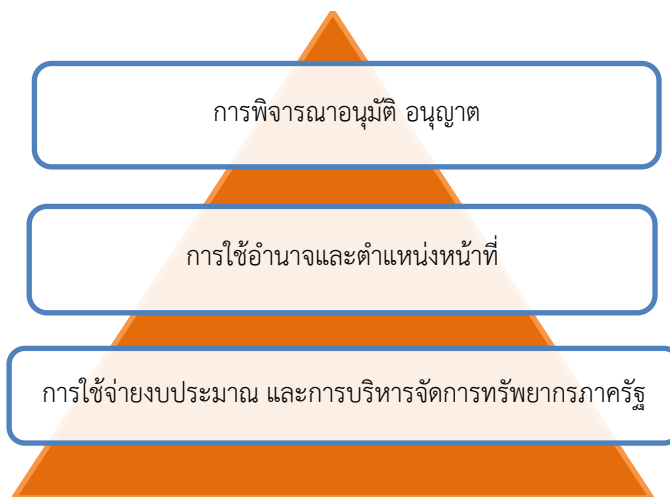 การพิจารณาอนุมัติ อนุญาต
การใช้อำนาจและตำแหน่งหน้าที่
การใช้จ่ายงบประมาณ และการบริหารจัดการทรัพยากรภาครัฐ